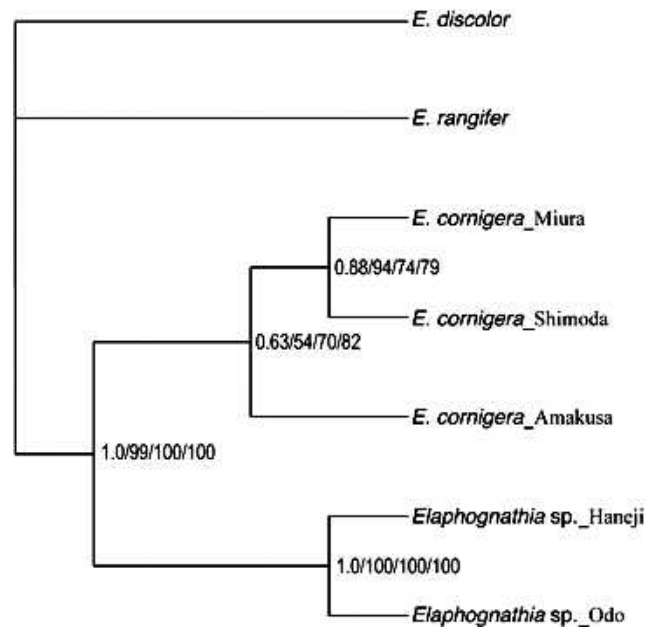 E. discolor
E. rangifer
E. cornigera_Miura
0.88/94/74/79
E. cornigera_Shimoda
0.63/54/70/82
E. cornigera_Amakusa
1.0/99/100/100
Elaphognathia sp._Haneji
1.0/100/100/100
Elaphognathia sp._Odo